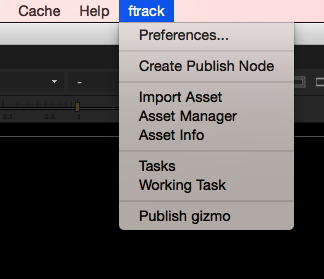 Cache Help ftrack
Preferences...
Create Publish Node
Import Asset
Asset Manager
Asset Info
Tasks
Working Task
Publish gizmo